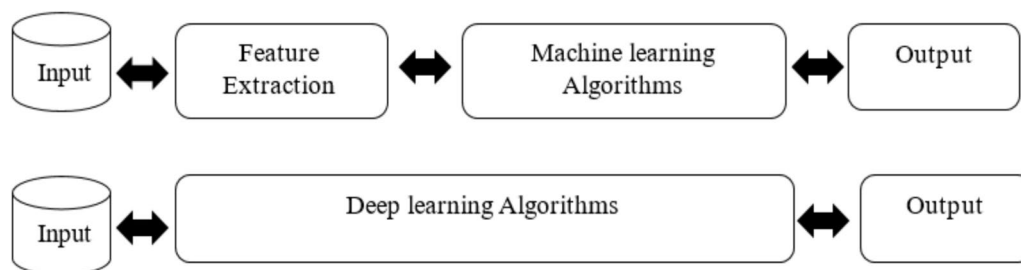 Input
Feature
Extraction
Machine learning
Algorithms
Output
Input
Deep learning Algorithms
Output